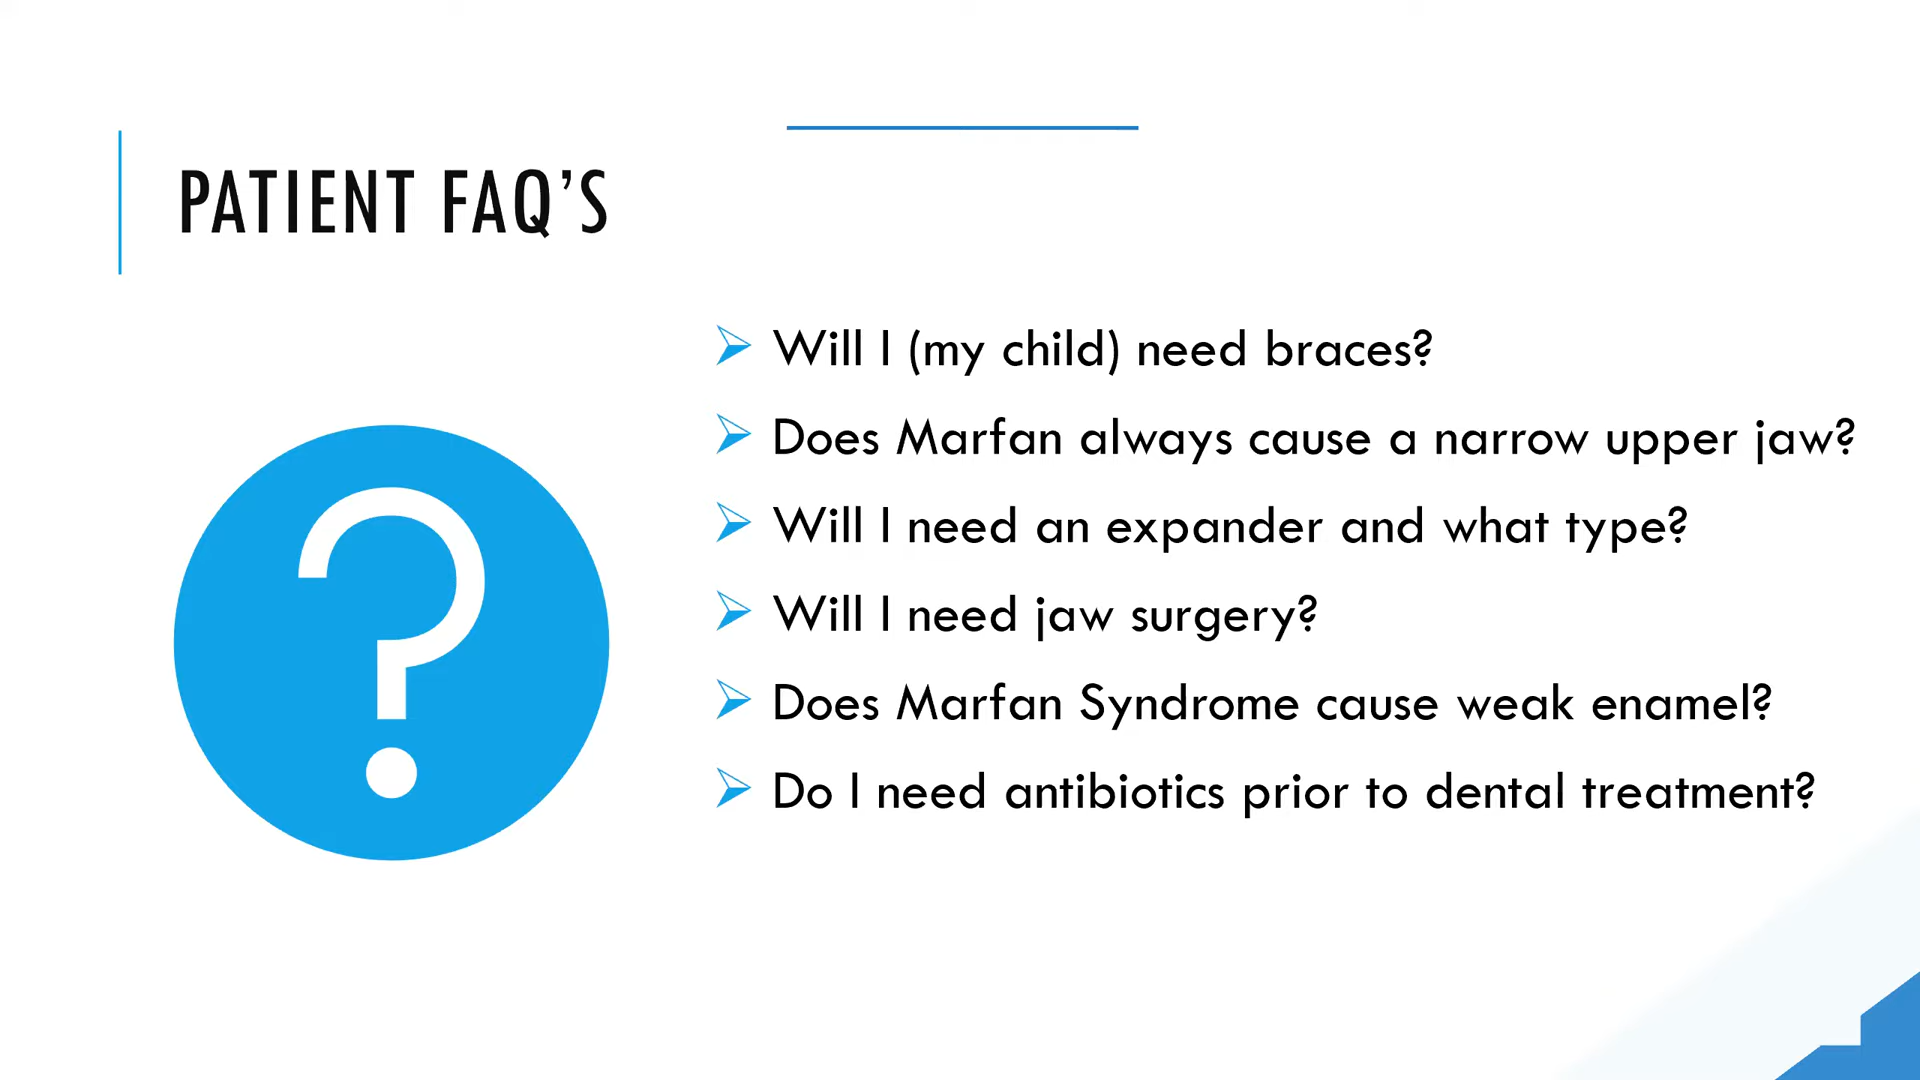 PATIENT FAQ’S
Will I (my child) need braces?
Does Marfan always cause a narrow upper jaw?
Will I need an expander and what type?
Will I need jaw surgery?
Does Marfan Syndrome cause weak enamel?
Do I need antibiotics prior to dental treatment?